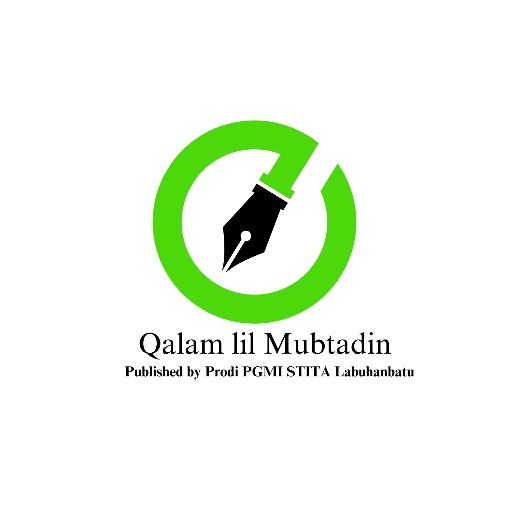 Qalam lil Mubtadin
Published by Prodi PGMI STITA Labuhanbatu